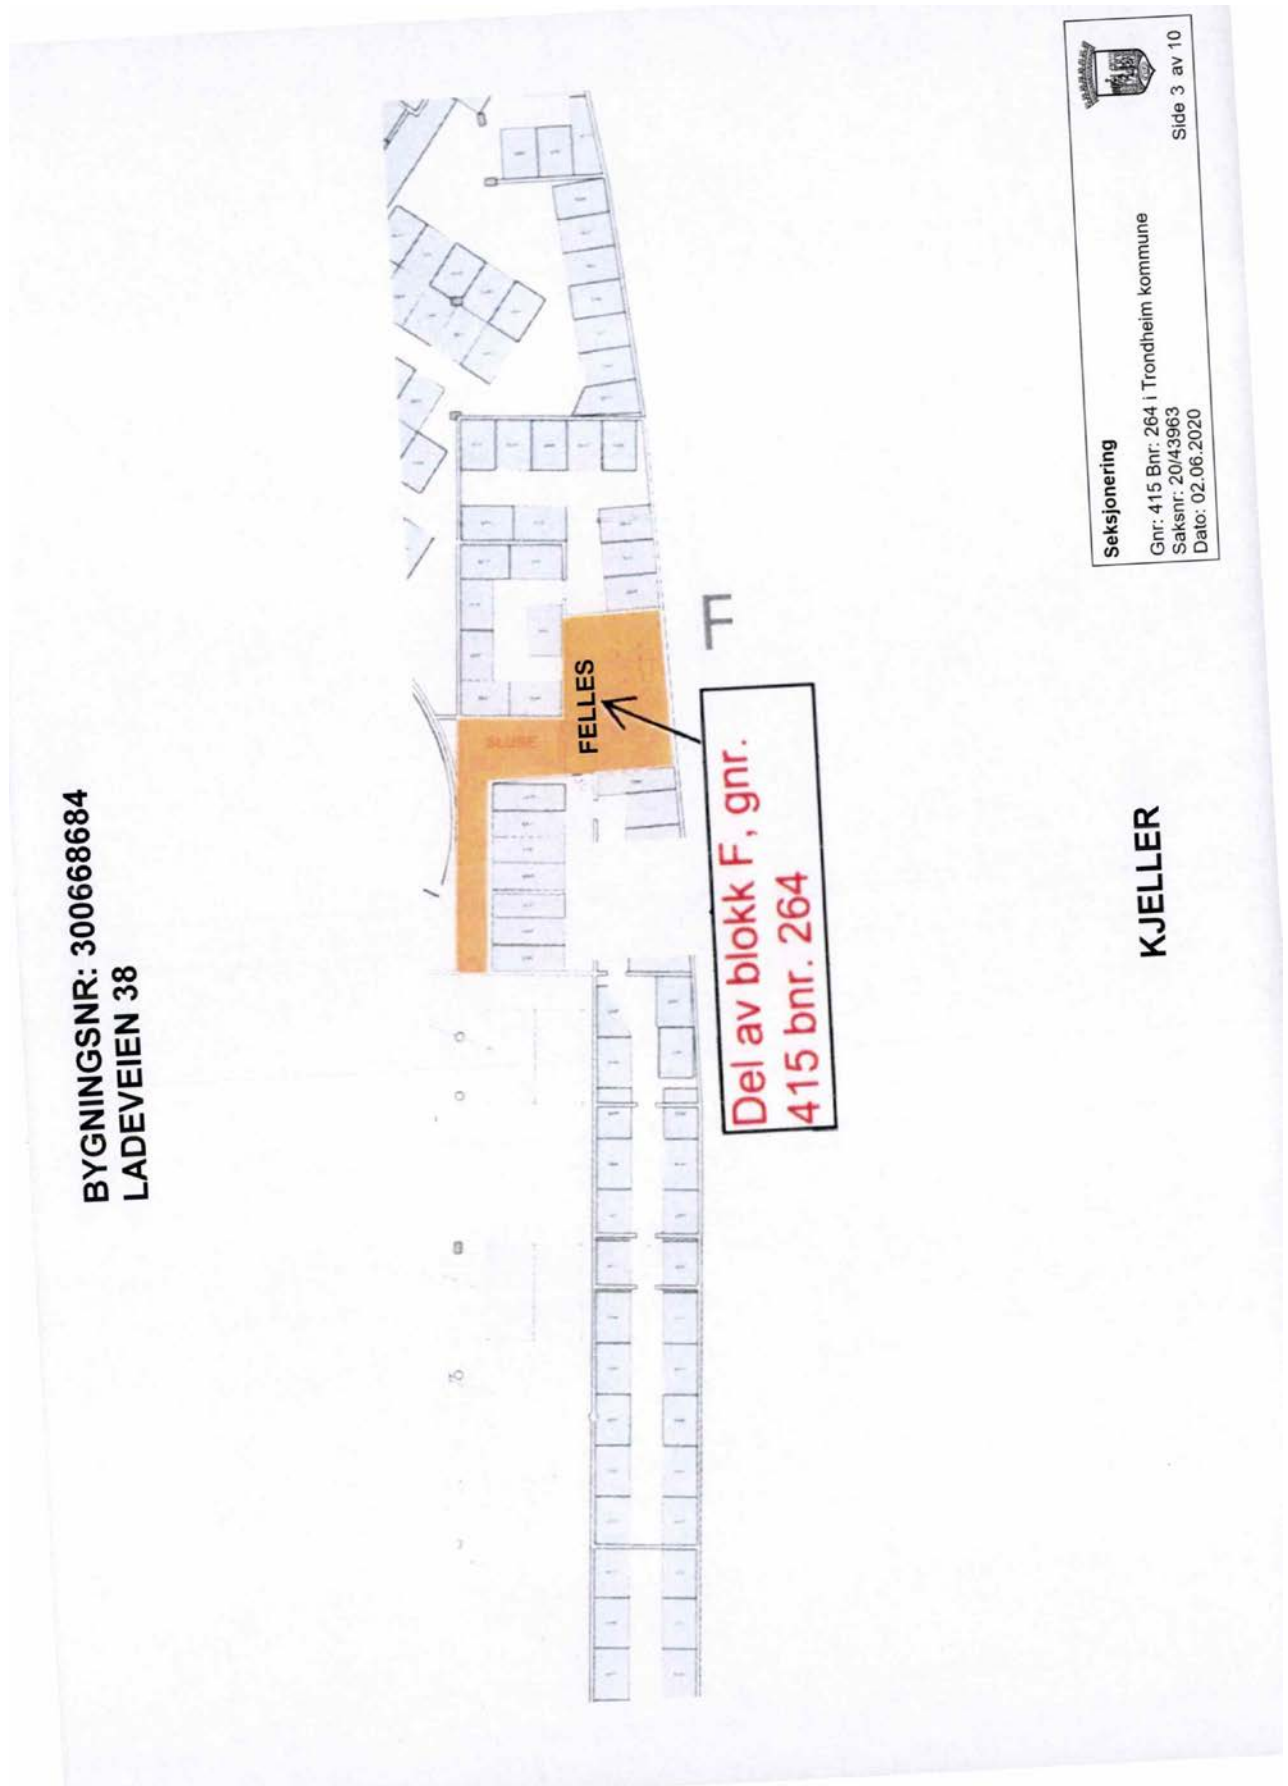 BYGNINGSNR: 300668684
LADEVEIEN 38
SLUSE
FELLES
F
Del av blokk F, gnr.
415 bnr. 264
KJELLER
Seksjonering
Gnr: 415 Bnr: 264 i Trondheim kommune
Saksnr: 20/43963
Dato: 02.06.2020
Side 3 av 10